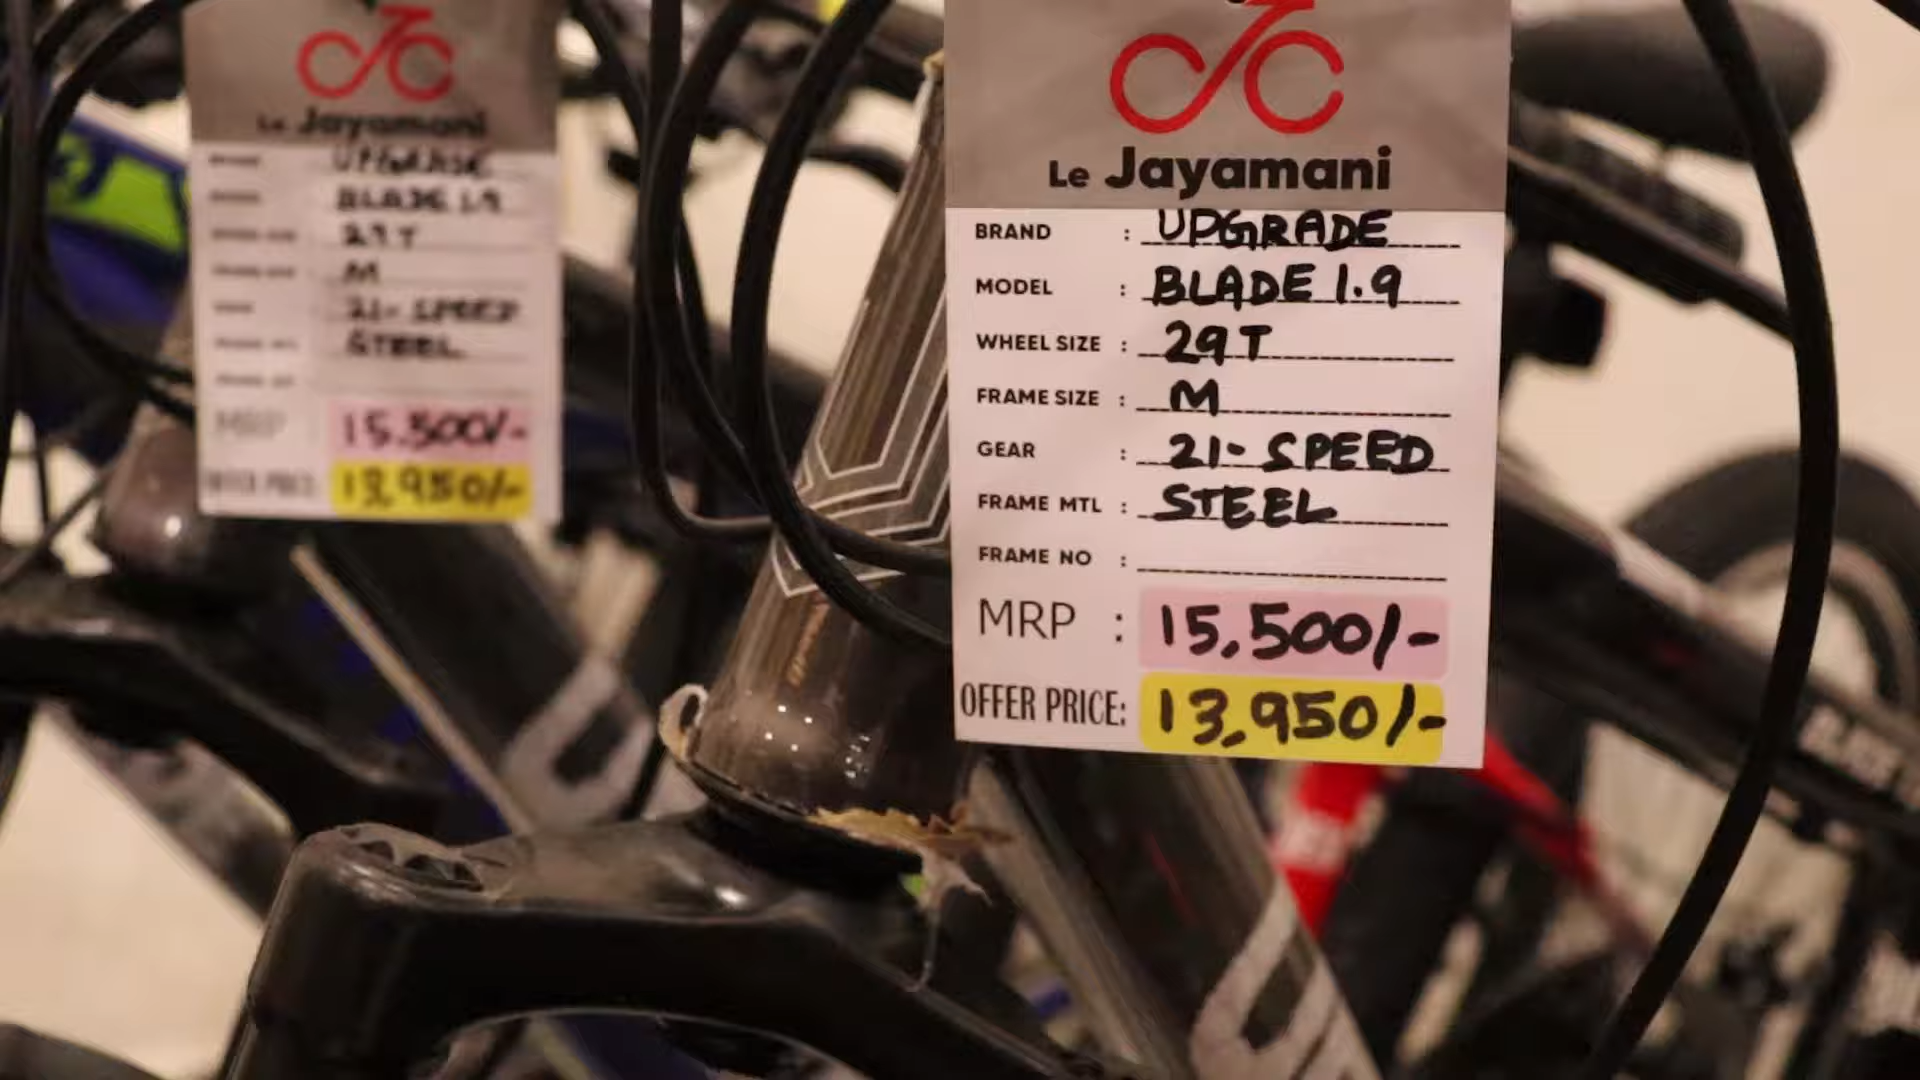 Le Jayamani
UPGRADE
BLADE 1.9
29T
M
21- SPEED
STEEL
MRP
15,500/-
OFFER PRICE:
13,950/-
Le Jayamani
BRAND : UPGRADE
MODEL : BLADE 1.9
WHEEL SIZE : 29T
FRAME SIZE : M
GEAR : 21- SPEED
FRAME MTL : STEEL
FRAME NO :
MRP : 15,500/-
OFFER PRICE: 13,950/-